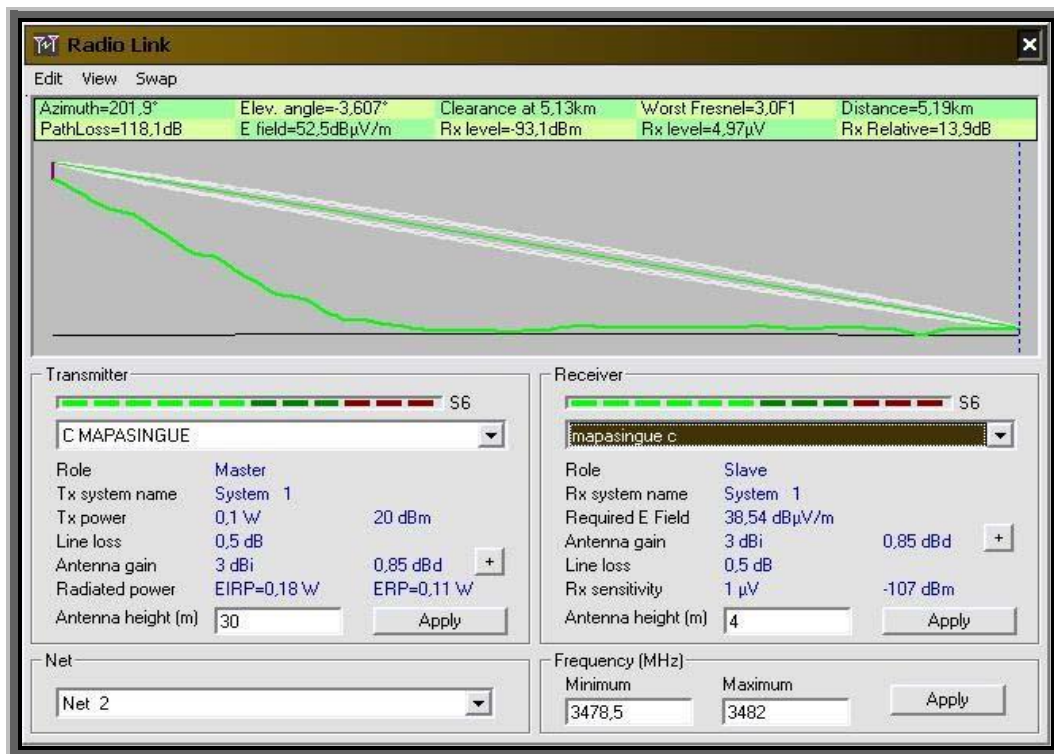 Radio Link
Edit View Swap
Azimuth=201,9° Elev. angle=-3,607° Clearance at 5,13km Worst Fresnel=3,0F1 Distance=5,19km
PathLoss=118,1dB E field=52,5dBµV/m Rx level=-93,1dBm Rx level=4,97µV Rx Relative=13,9dB
Transmitter
S6
C MAPASINGUE
Role Master
Tx system name System 1
Tx power 0,1 W 20 dBm
Line loss 0,5 dB
Antenna gain 3 dBi 0,85 dBd +
Radiated power EIRP=0,18 W ERP=0,11 W
Antenna height (m) 30 Apply
Net
Net 2
Receiver
S6
mapasingue c
Role Slave
Rx system name System 1
Required E Field 38,54 dBµV/m
Antenna gain 3 dBi 0,85 dBd +
Line loss 0,5 dB
Rx sensitivity 1 µV -107 dBm
Antenna height (m) 4 Apply
Frequency (MHz)
Minimum Maximum
3478,5 3482 Apply